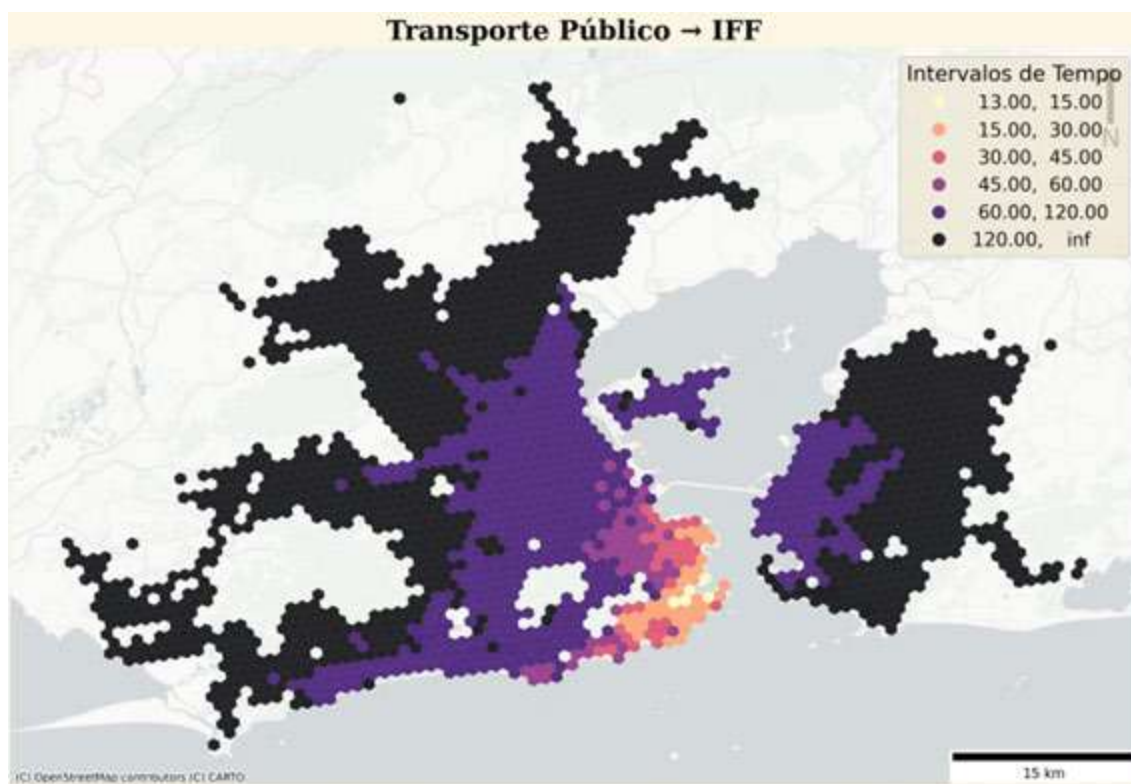 Transporte Público → IFF
Intervalos de Tempo
13.00, 15.00
15.00, 30.00
30.00, 45.00
45.00, 60.00
60.00, 120.00
120.00, inf
(C) OpenStreetMap contributors (C) CARTO
15 km